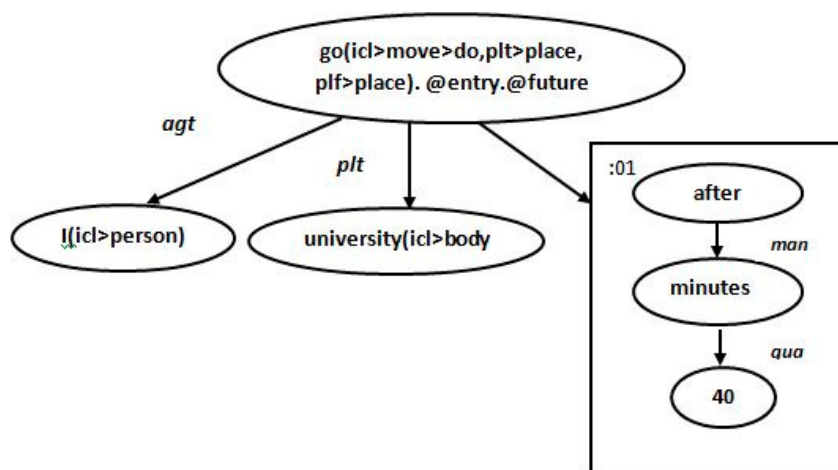 go(icl>move>do,plt>place,
plf>place). @entry.@future
agt
plt
:01
after
I(icl>person)
university(icl>body
man
minutes
qua
40